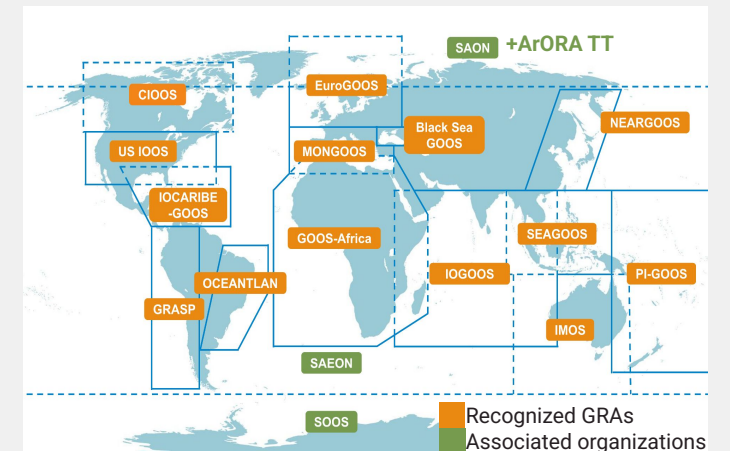 SAON +ArORA TT
EuroGOOS
CIOOS
Black Sea
GOOS
NEARGOOS
US IOOS
MONGOOS
IOCARIBE
-GOOS
GOOS-Africa
SEAGOOS
OCEANTLAN
IOGOOS
PI-GOOS
GRASP
IMOS
SAEON
SOOS
Recognized GRAs
Associated organizations